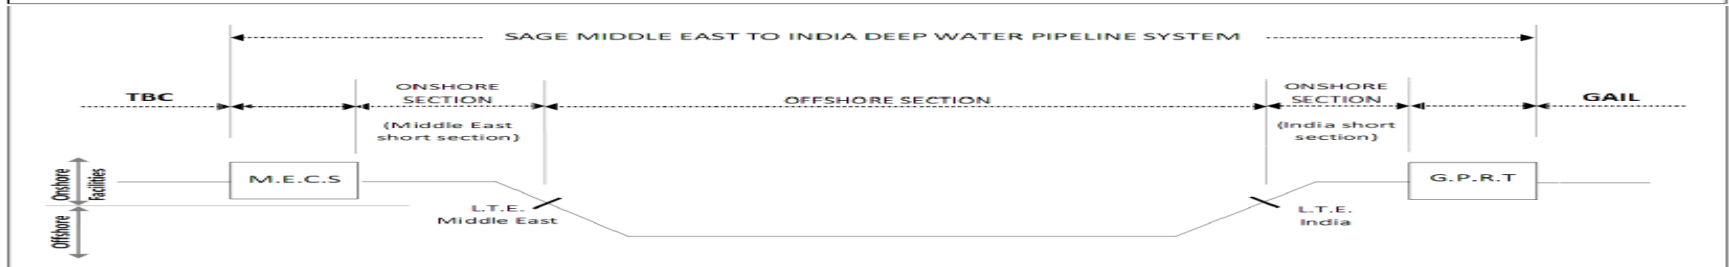 SAGE MIDDLE EAST TO INDIA DEEP WATER PIPELINE SYSTEM
TBC
ONSHORE
SECTION
(Middle East
short section)
OFFSHORE SECTION
ONSHORE
SECTION
(India short
section)
GAIL
Onshore
Facilities
Offshore
M.E.C.S
L.T.E.
Middle East
L.T.E.
India
G.P.R.T